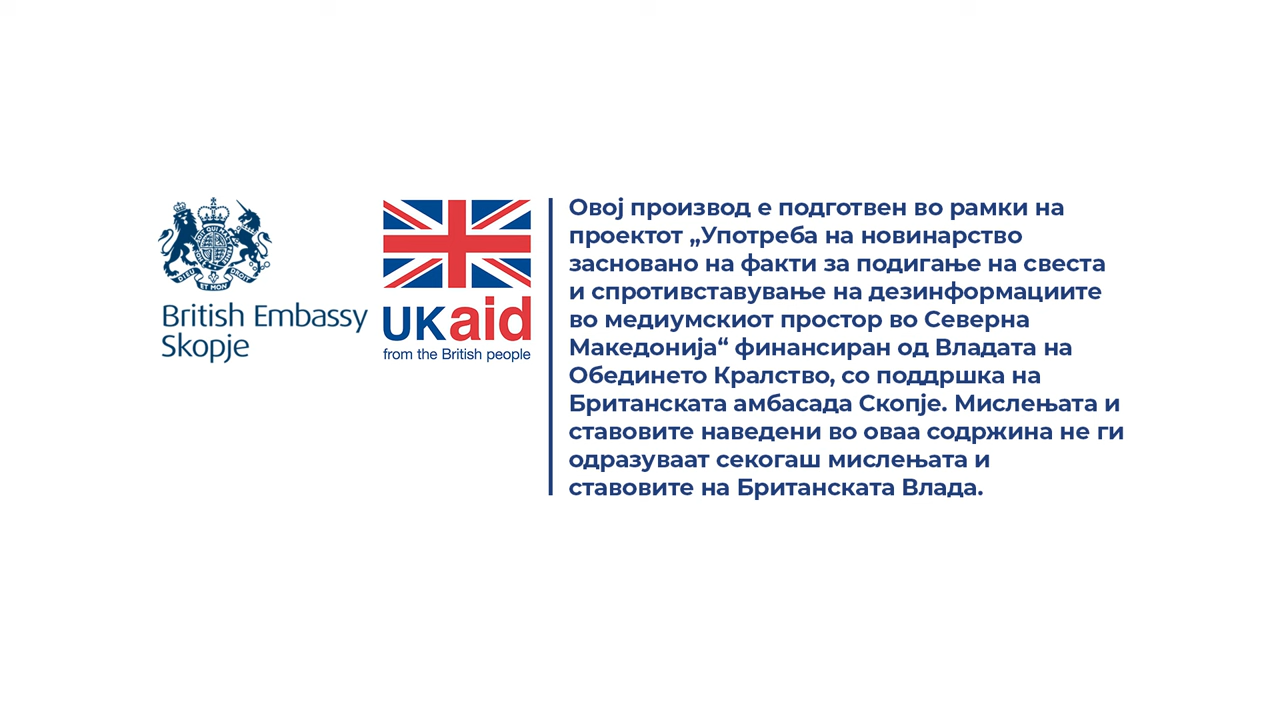 British Embassy
Skopje
UKaid
from the British people
Овој производ е подготвен во рамки на
проектот „Употреба на новинарство
засновано на факти за подигање на свеста
и спротивставување на дезинформациите
во медиумскиот простор во Северна
Македонија“ финансиран од Владата на
Обединето Кралство, со поддршка на
Британската амбасада Скопје. Мислењата и
ставовите наведени во оваа содржина не ги
одразуваат секогаш мислењата и
ставовите на Британската Влада.